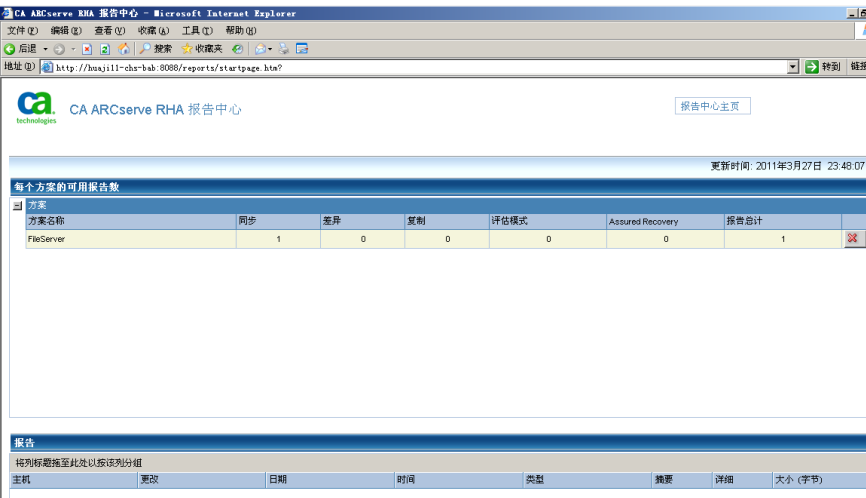 CA ARCserve RHA 报告中心 - Microsoft Internet Explorer
文件(F) 编辑(E) 查看(V) 收藏(A) 工具(T) 帮助(H)
后退 搜索 收藏夹
地址(D) http://huaji11-chs-bab:8088/reports/startpage.htm? 转到 链接
ca technologies
CA ARCserve RHA 报告中心 报告中心主页
更新时间: 2011年3月27日 23:48:07
每个方案的可用报告数
方案
方案名称 同步 差异 复制 评估模式 Assured Recovery 报告总计
FileServer 1 0 0 0 0 1
报告
将列标题拖至此处以按该列分组
主机 更改 日期 时间 类型 摘要 详细 大小 (字节)